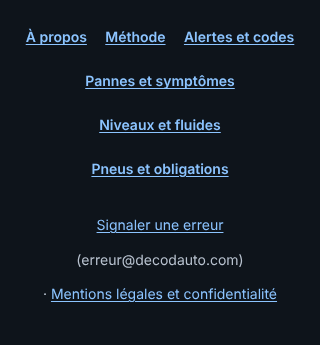 À propos Méthode Alertes et codes
Pannes et symptômes
Niveaux et fluides
Pneus et obligations
Signaler une erreur
(erreur@decodauto.com)
· Mentions légales et confidentialité